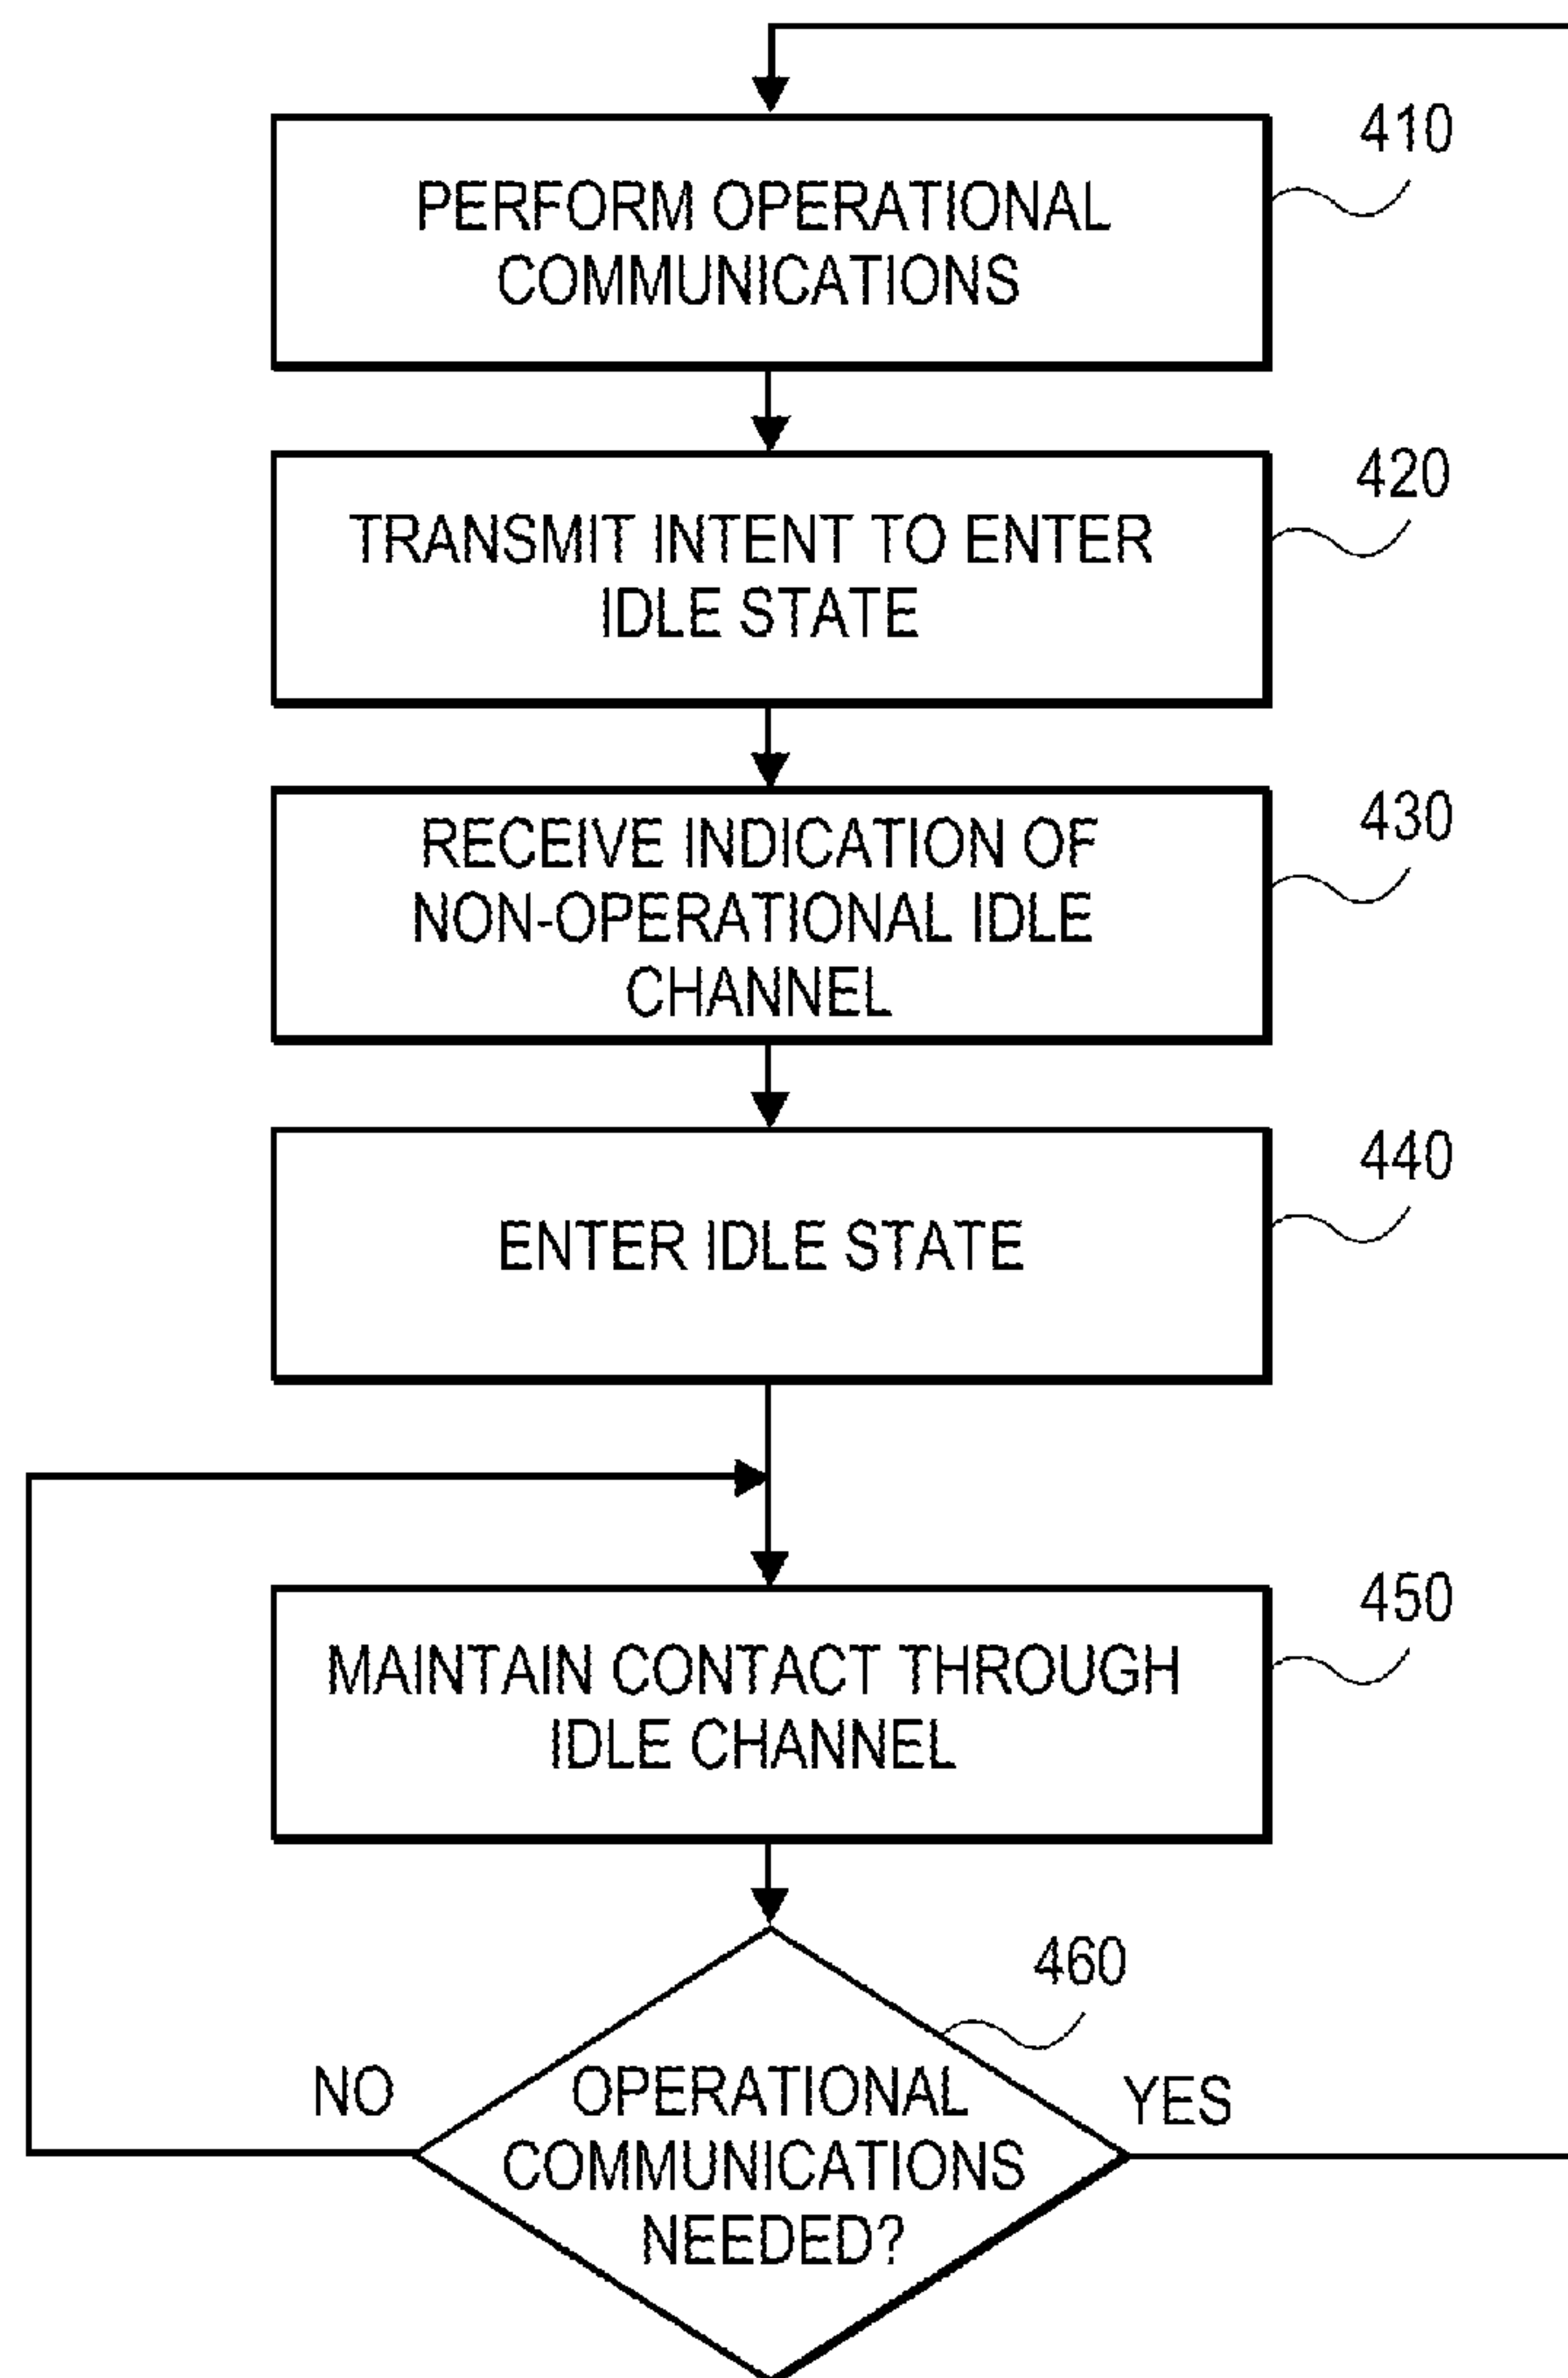 410
PERFORM OPERATIONAL
COMMUNICATIONS
420
TRANSMIT INTENT TO ENTER
IDLE STATE
430
RECEIVE INDICATION OF
NON-OPERATIONAL IDLE
CHANNEL
440
ENTER IDLE STATE
450
MAINTAIN CONTACT THROUGH
IDLE CHANNEL
460
NO
YES
OPERATIONAL
COMMUNICATIONS
NEEDED?